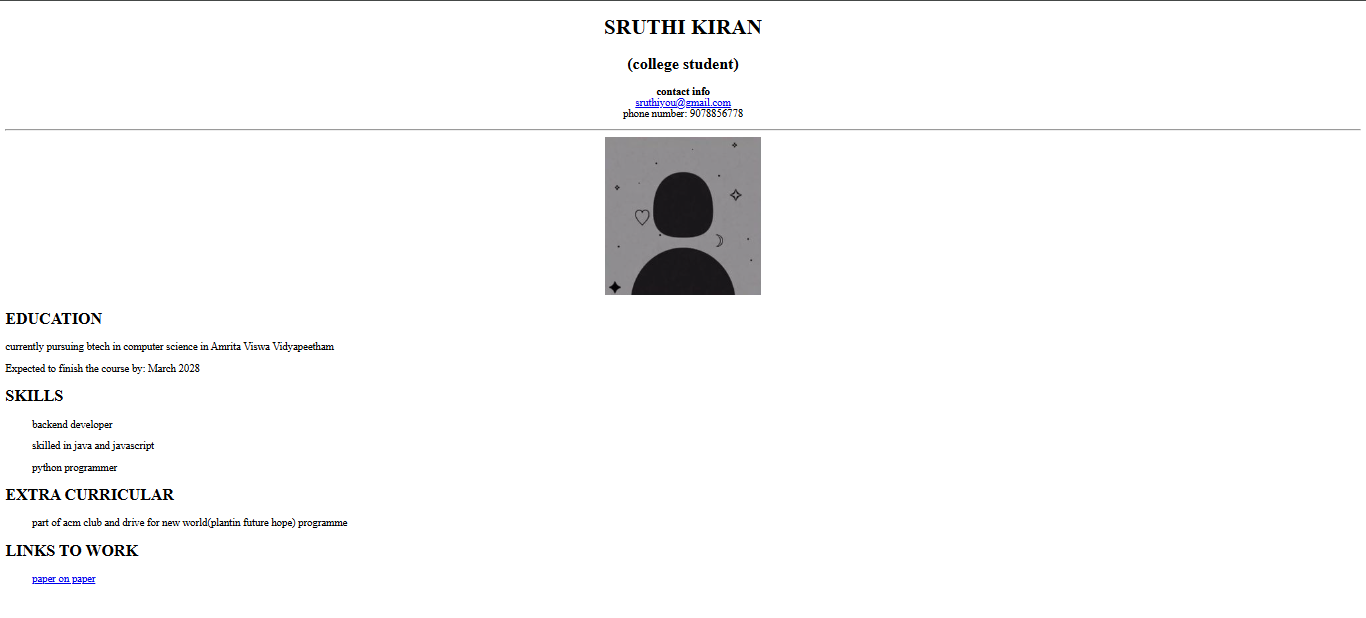 SRUTHI KIRAN
(college student)
contact info
sruthiyou@gmail.com
phone number: 9078856778
EDUCATION
currently pursuing btech in computer science in Amrita Viswa Vidyapeetham
Expected to finish the course by: March 2028
SKILLS
backend developer
skilled in java and javascript
python programmer
EXTRA CURRICULAR
part of acm club and drive for new world(plantin future hope) programme
LINKS TO WORK
paper on paper